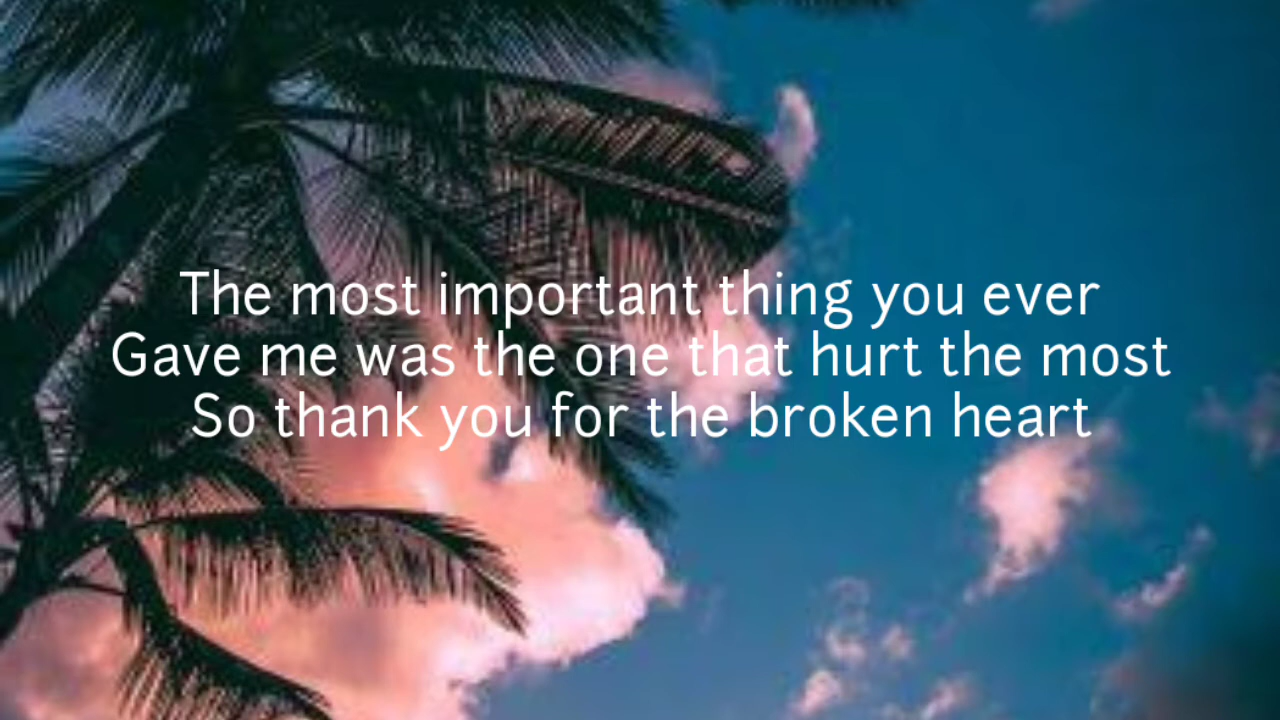 The most important thing you ever
Gave me was the one that hurt the most
So thank you for the broken heart